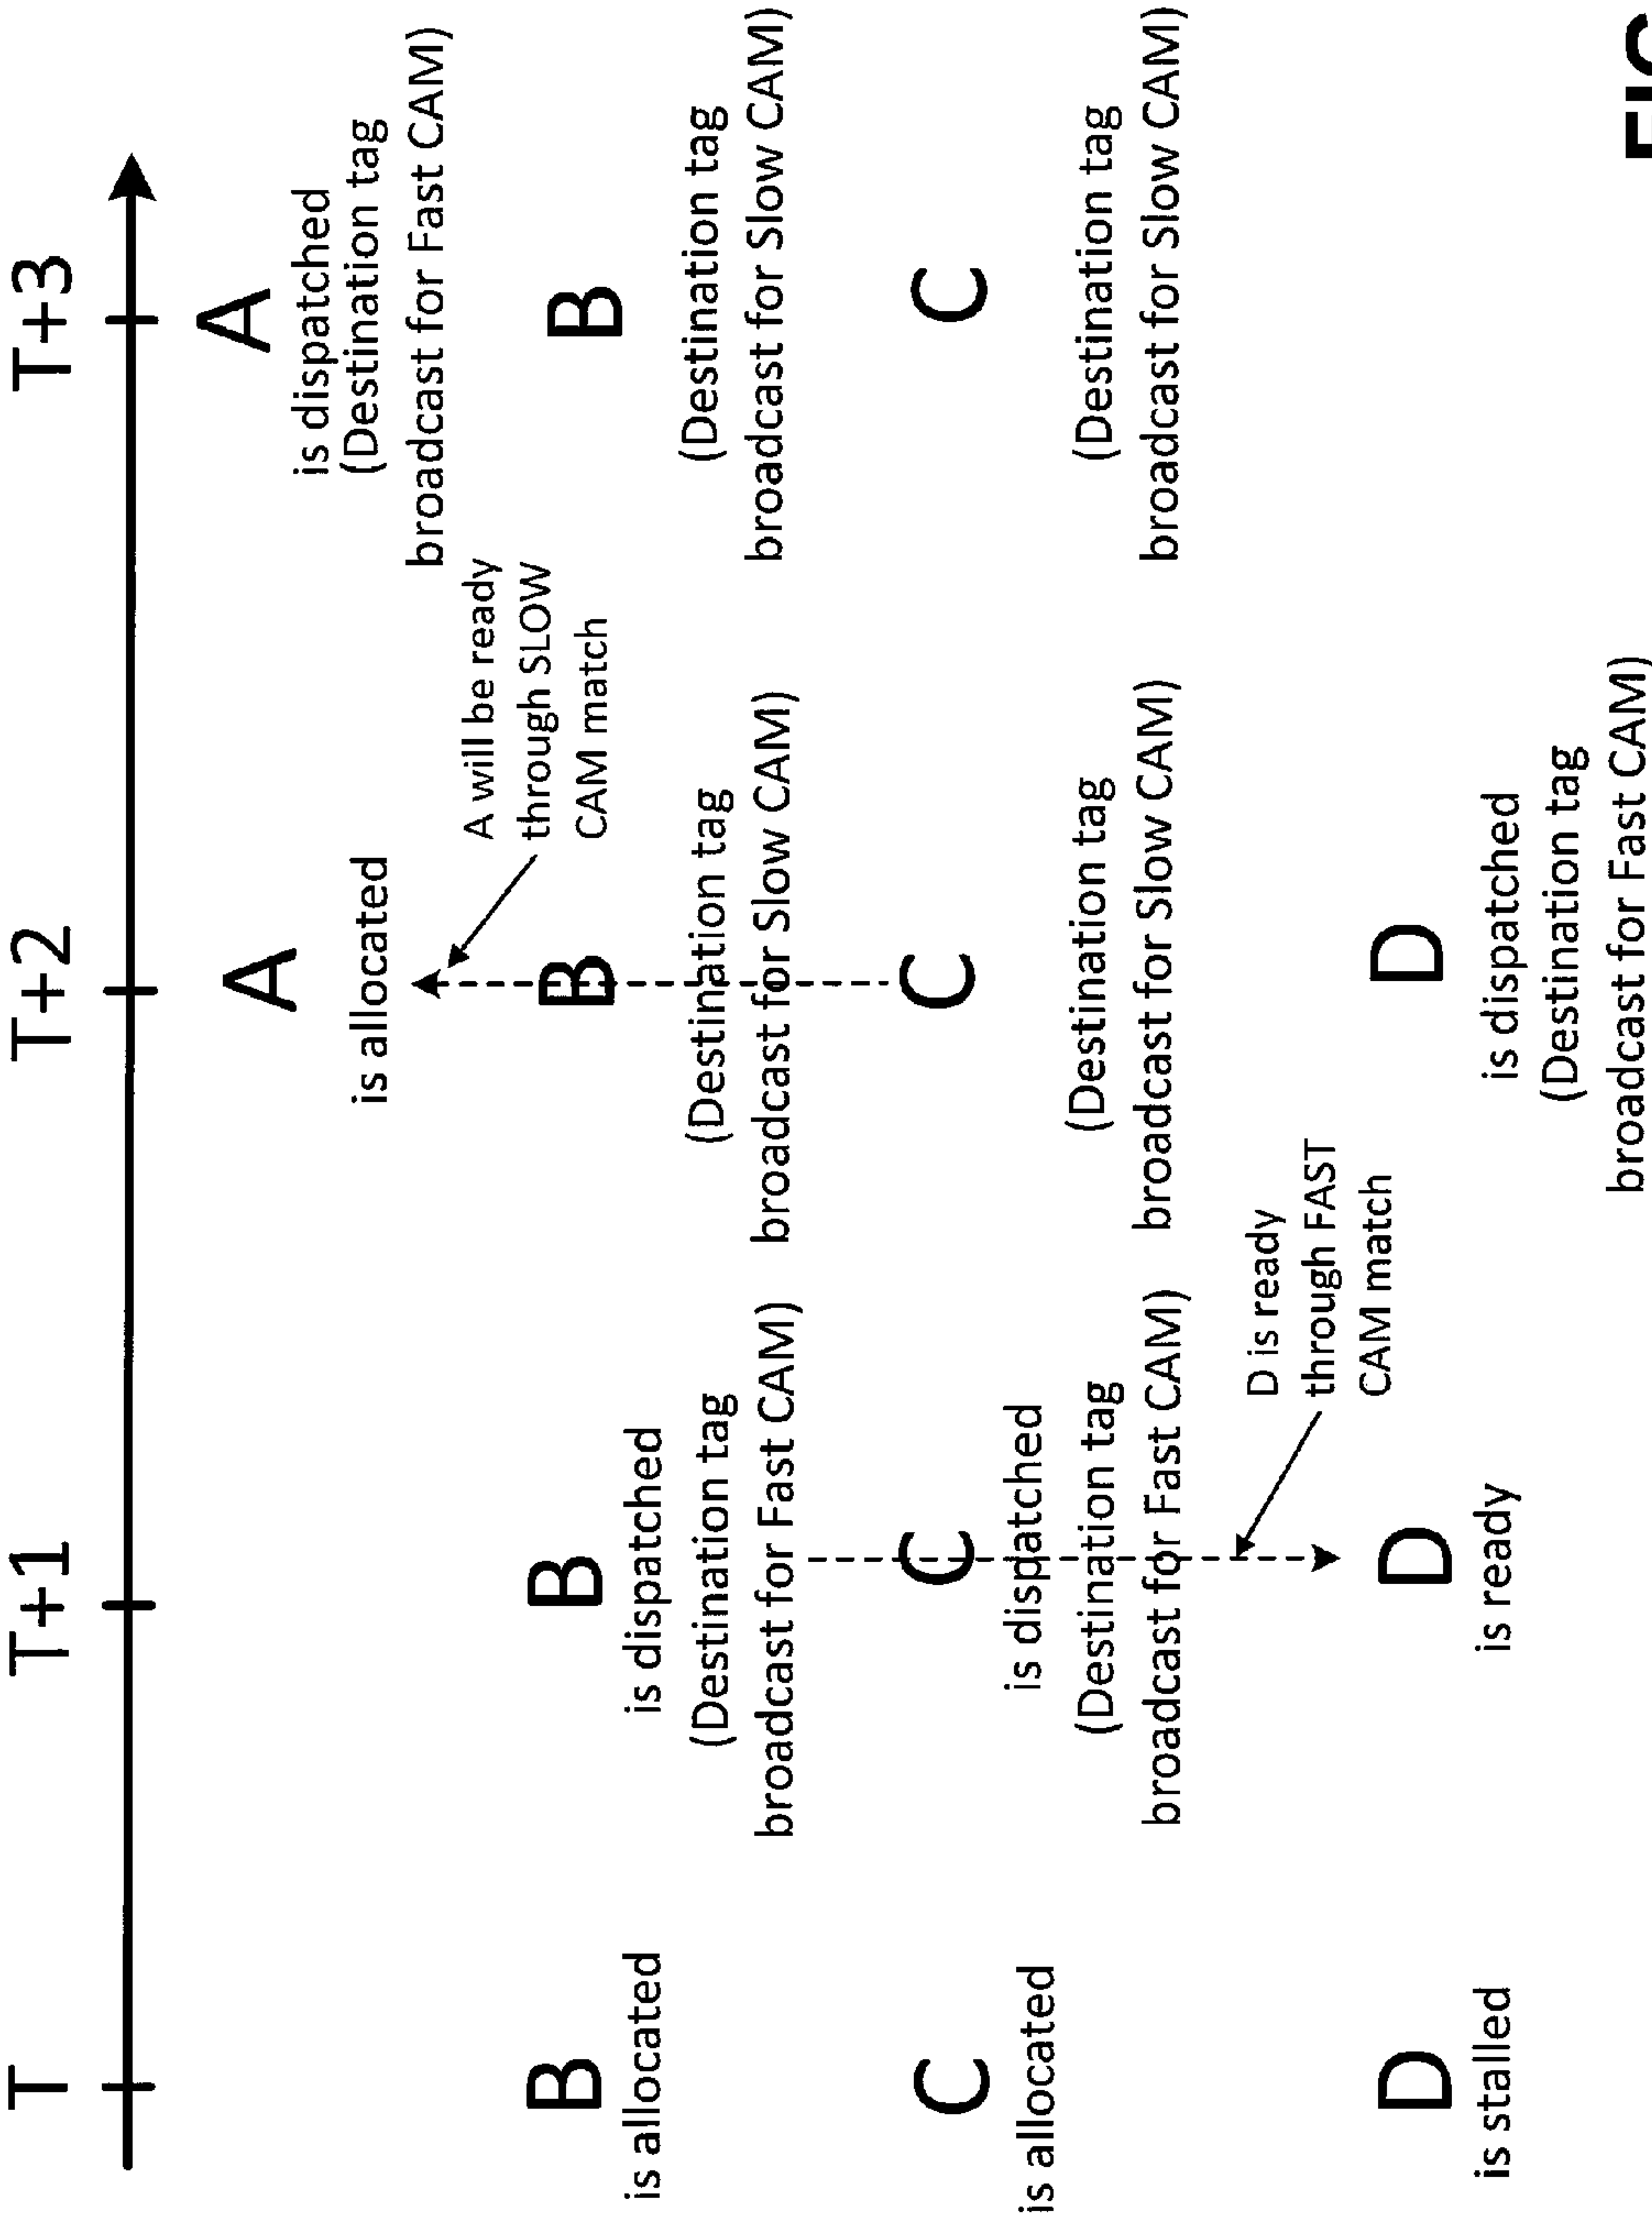 T
T+1
T+2
T+3
B
is allocated
C
is allocated
D
is stalled
B
is dispatched
(Destination tag
broadcast for Fast CAM)
C
is dispatched
(Destination tag
broadcast for Fast CAM)
D is ready
through FAST
CAM match
D
is ready
A
is allocated
A will be ready
through SLOW
CAM match
B
(Destination tag
broadcast for Slow CAM)
C
(Destination tag
broadcast for Slow CAM)
D
is dispatched
(Destination tag
broadcast for Fast CAM)
A
is dispatched
(Destination tag
broadcast for Fast CAM)
B
(Destination tag
broadcast for Slow CAM)
C
(Destination tag
broadcast for Slow CAM)